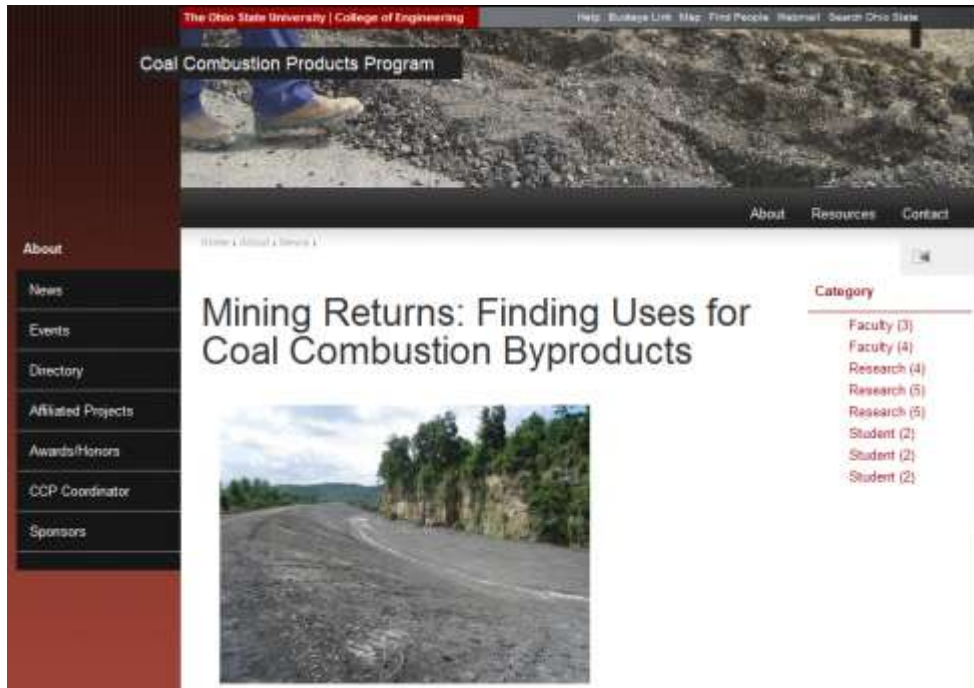 The Ohio State University | College of Engineering
Help Buckeye Link Map Find People Webmail Search Ohio State
Coal Combustion Products Program
About Resources Contact
Home About News
About
News
Events
Directory
Affiliated Projects
Awards/Honors
CCP Coordinator
Sponsors
Mining Returns: Finding Uses for
Coal Combustion Byproducts
Category
Faculty (3)
Faculty (4)
Research (4)
Research (5)
Research (5)
Student (2)
Student (2)
Student (2)